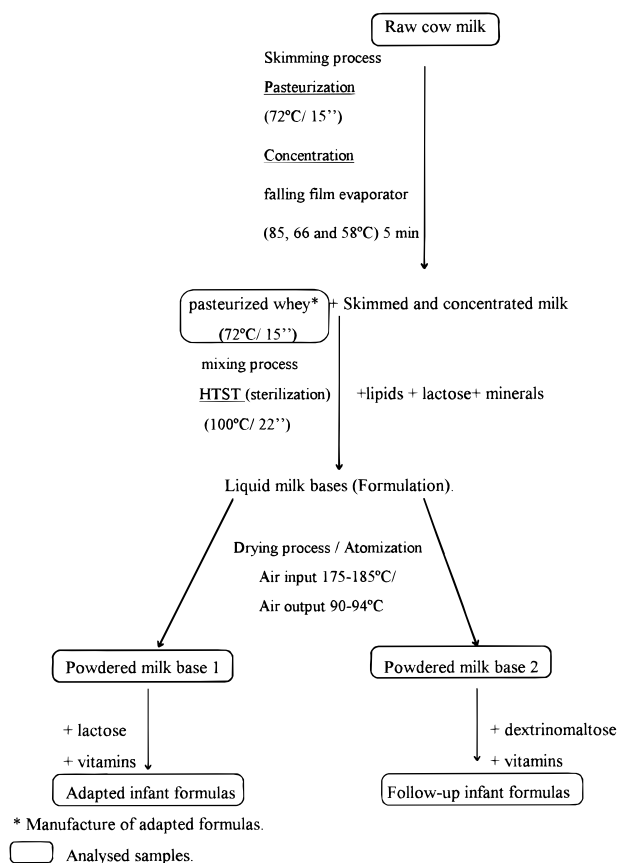 Raw cow milk
Skimming process
Pasteurization
(72ºC/ 15’’)
Concentration
falling film evaporator
(85, 66 and 58ºC) 5 min
pasteurized whey* + Skimmed and concentrated milk
(72ºC/ 15’’)
mixing process
HTST (sterilization)
+lipids + lactose+ minerals
(100ºC/ 22’’)
Liquid milk bases (Formulation).
Drying process / Atomization
Air input 175-185ºC/
Air output 90-94ºC
Powdered milk base 1
Powdered milk base 2
+ lactose
+ vitamins
+ dextrinomaltose
+ vitamins
Adapted infant formulas
Follow-up infant formulas
* Manufacture of adapted formulas.
Analysed samples.